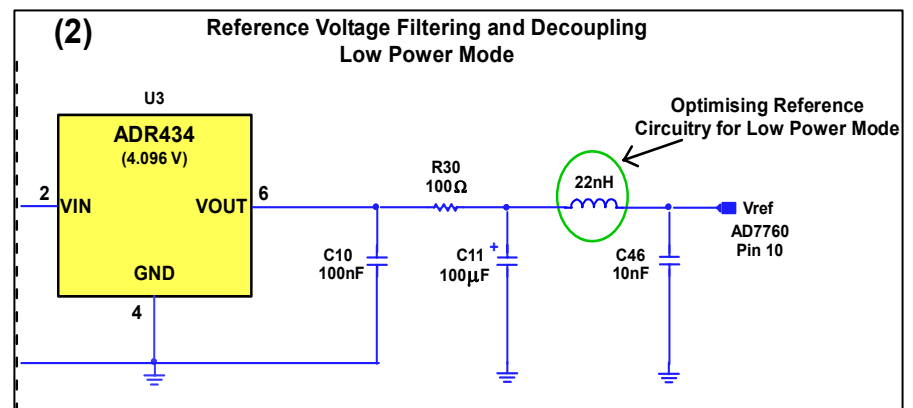 (2)
Reference Voltage Filtering and Decoupling
Low Power Mode
U3
ADR434
(4.096 V)
2
VIN
VOUT
6
GND
4
R30
100Ω
C10
100nF
C11
100µF
+
22nH
Optimising Reference
Circuitry for Low Power Mode
C46
10nF
Vref
AD7760
Pin 10